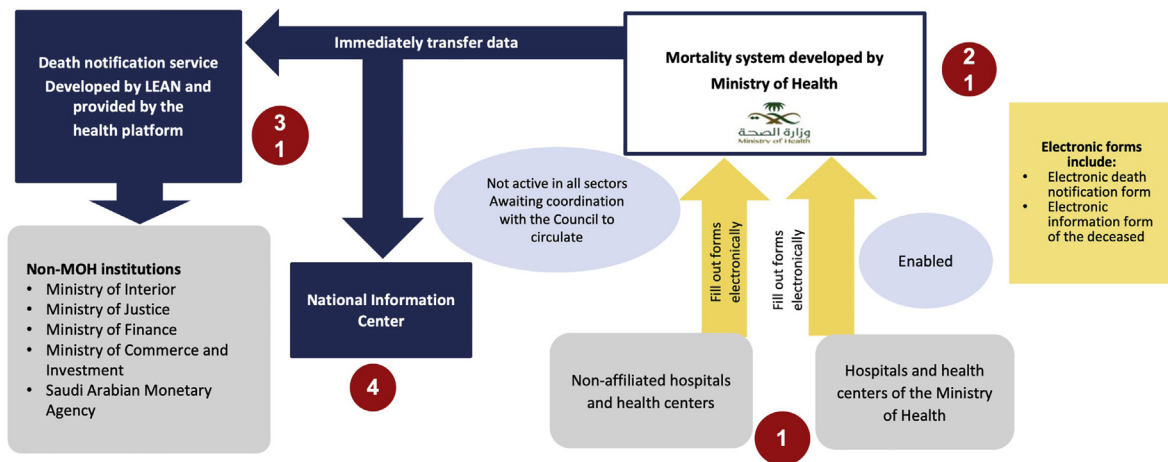 Death notification service
Developed by LEAN and
provided by the
health platform
3
1
Immediately transfer data
Mortality system developed by
Ministry of Health
وزارة الصحة
Ministry of Health
2
1
Electronic forms
include:
• Electronic death
notification form
• Electronic
information form
of the deceased
Not active in all sectors
Awaiting coordination
with the Council to
circulate
Fill out forms
electronically
Fill out forms
electronically
Enabled
Non-MOH institutions
• Ministry of Interior
• Ministry of Justice
• Ministry of Finance
• Ministry of Commerce and
Investment
• Saudi Arabian Monetary
Agency
National Information
Center
4
Non-affiliated hospitals
and health centers
1
Hospitals and health
centers of the Ministry
of Health